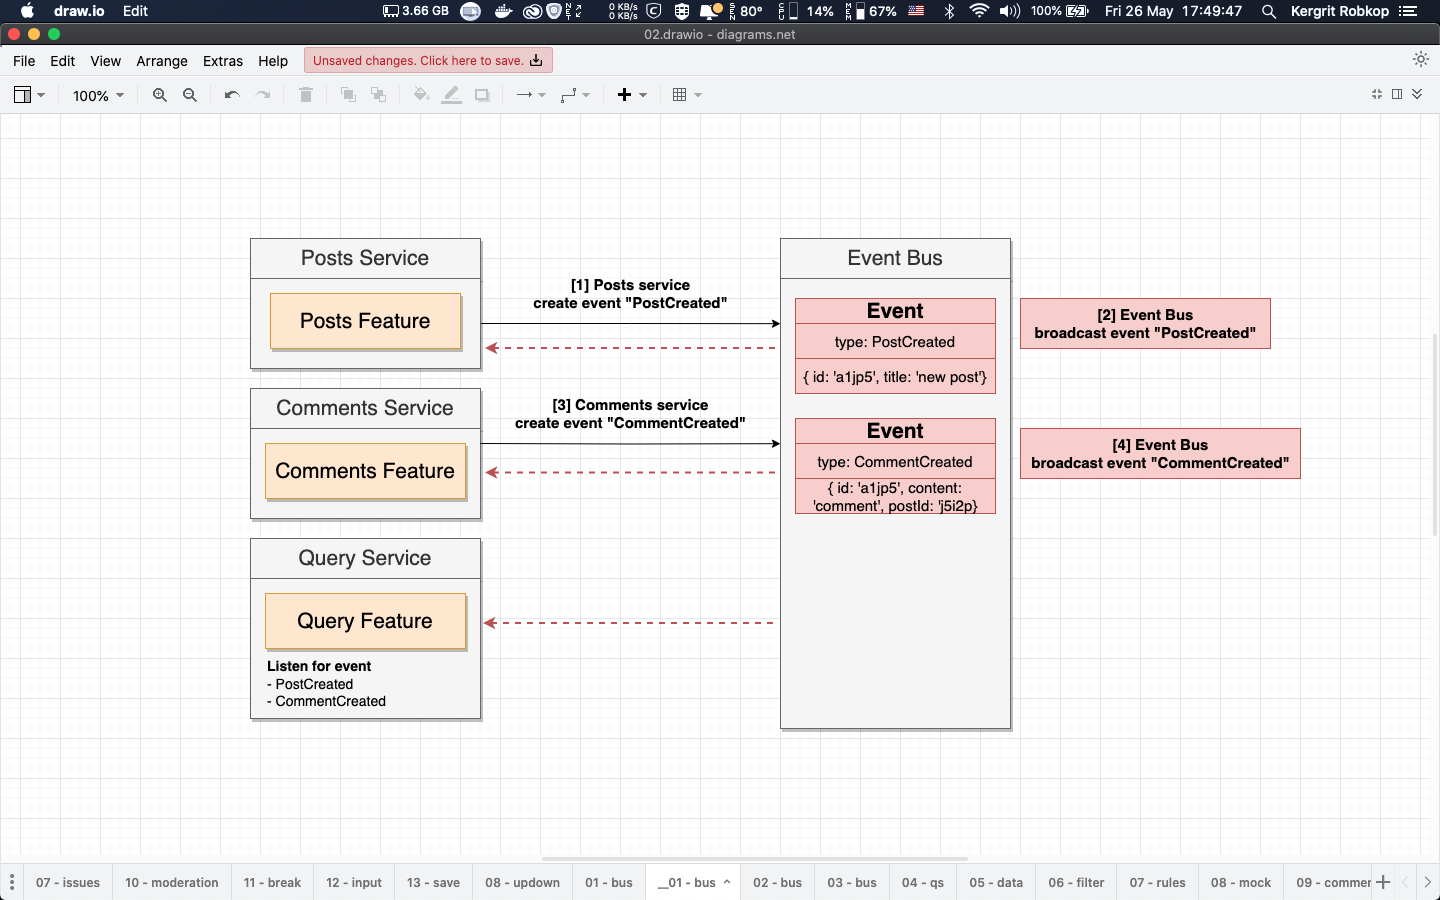 draw.io Edit 3.66 GB NET 0 KB/s 0 KB/s SEN 80° CPU 14% MEM 67% 100% Fri 26 May 17:49:47 Kergrit Robkop
02.drawio - diagrams.net
File Edit View Arrange Extras Help Unsaved changes. Click here to save.
100%
Posts Service
Posts Feature
[1] Posts service
create event "PostCreated"
Event Bus
Event
type: PostCreated
{ id: 'a1jp5', title: 'new post'}
[2] Event Bus
broadcast event "PostCreated"
Comments Service
Comments Feature
[3] Comments service
create event "CommentCreated"
Event
type: CommentCreated
{ id: 'a1jp5', content:
'comment', postId: 'j5i2p}
[4] Event Bus
broadcast event "CommentCreated"
Query Service
Query Feature
Listen for event
- PostCreated
- CommentCreated
07 - issues 10 - moderation 11 - break 12 - input 13 - save 08 - updown 01 - bus __01 - bus 02 - bus 03 - bus 04 - qs 05 - data 06 - filter 07 - rules 08 - mock 09 - commer